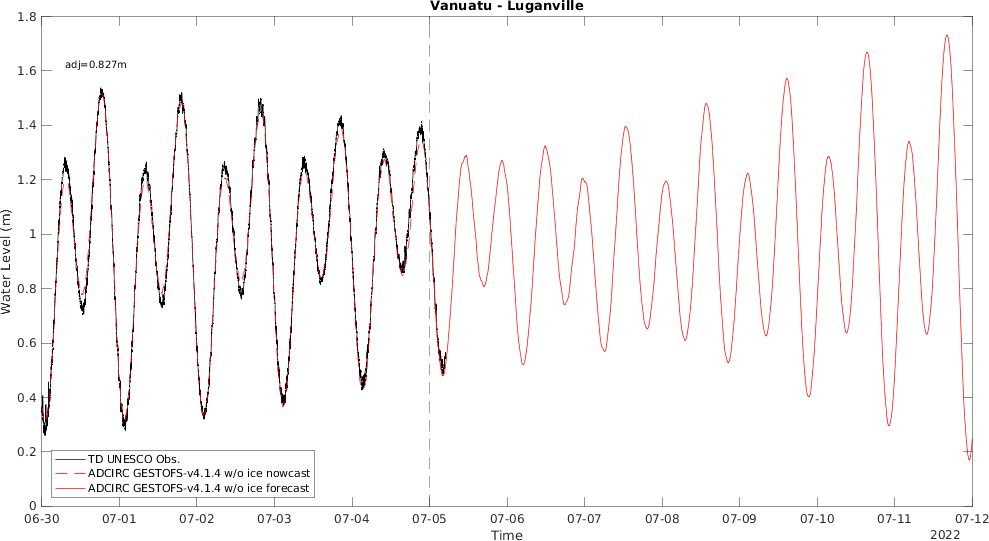 Vanuatu - Luganville
1.8
1.6
1.4
1.2
1
0.8
0.6
0.4
0.2
0
Water Level (m)
adj=0.827m
TD UNESCO Obs.
ADCIRC GESTOFS-v4.1.4 w/o ice nowcast
ADCIRC GESTOFS-v4.1.4 w/o ice forecast
06-30 07-01 07-02 07-03 07-04 07-05 07-06 07-07 07-08 07-09 07-10 07-11 07-12
Time
2022